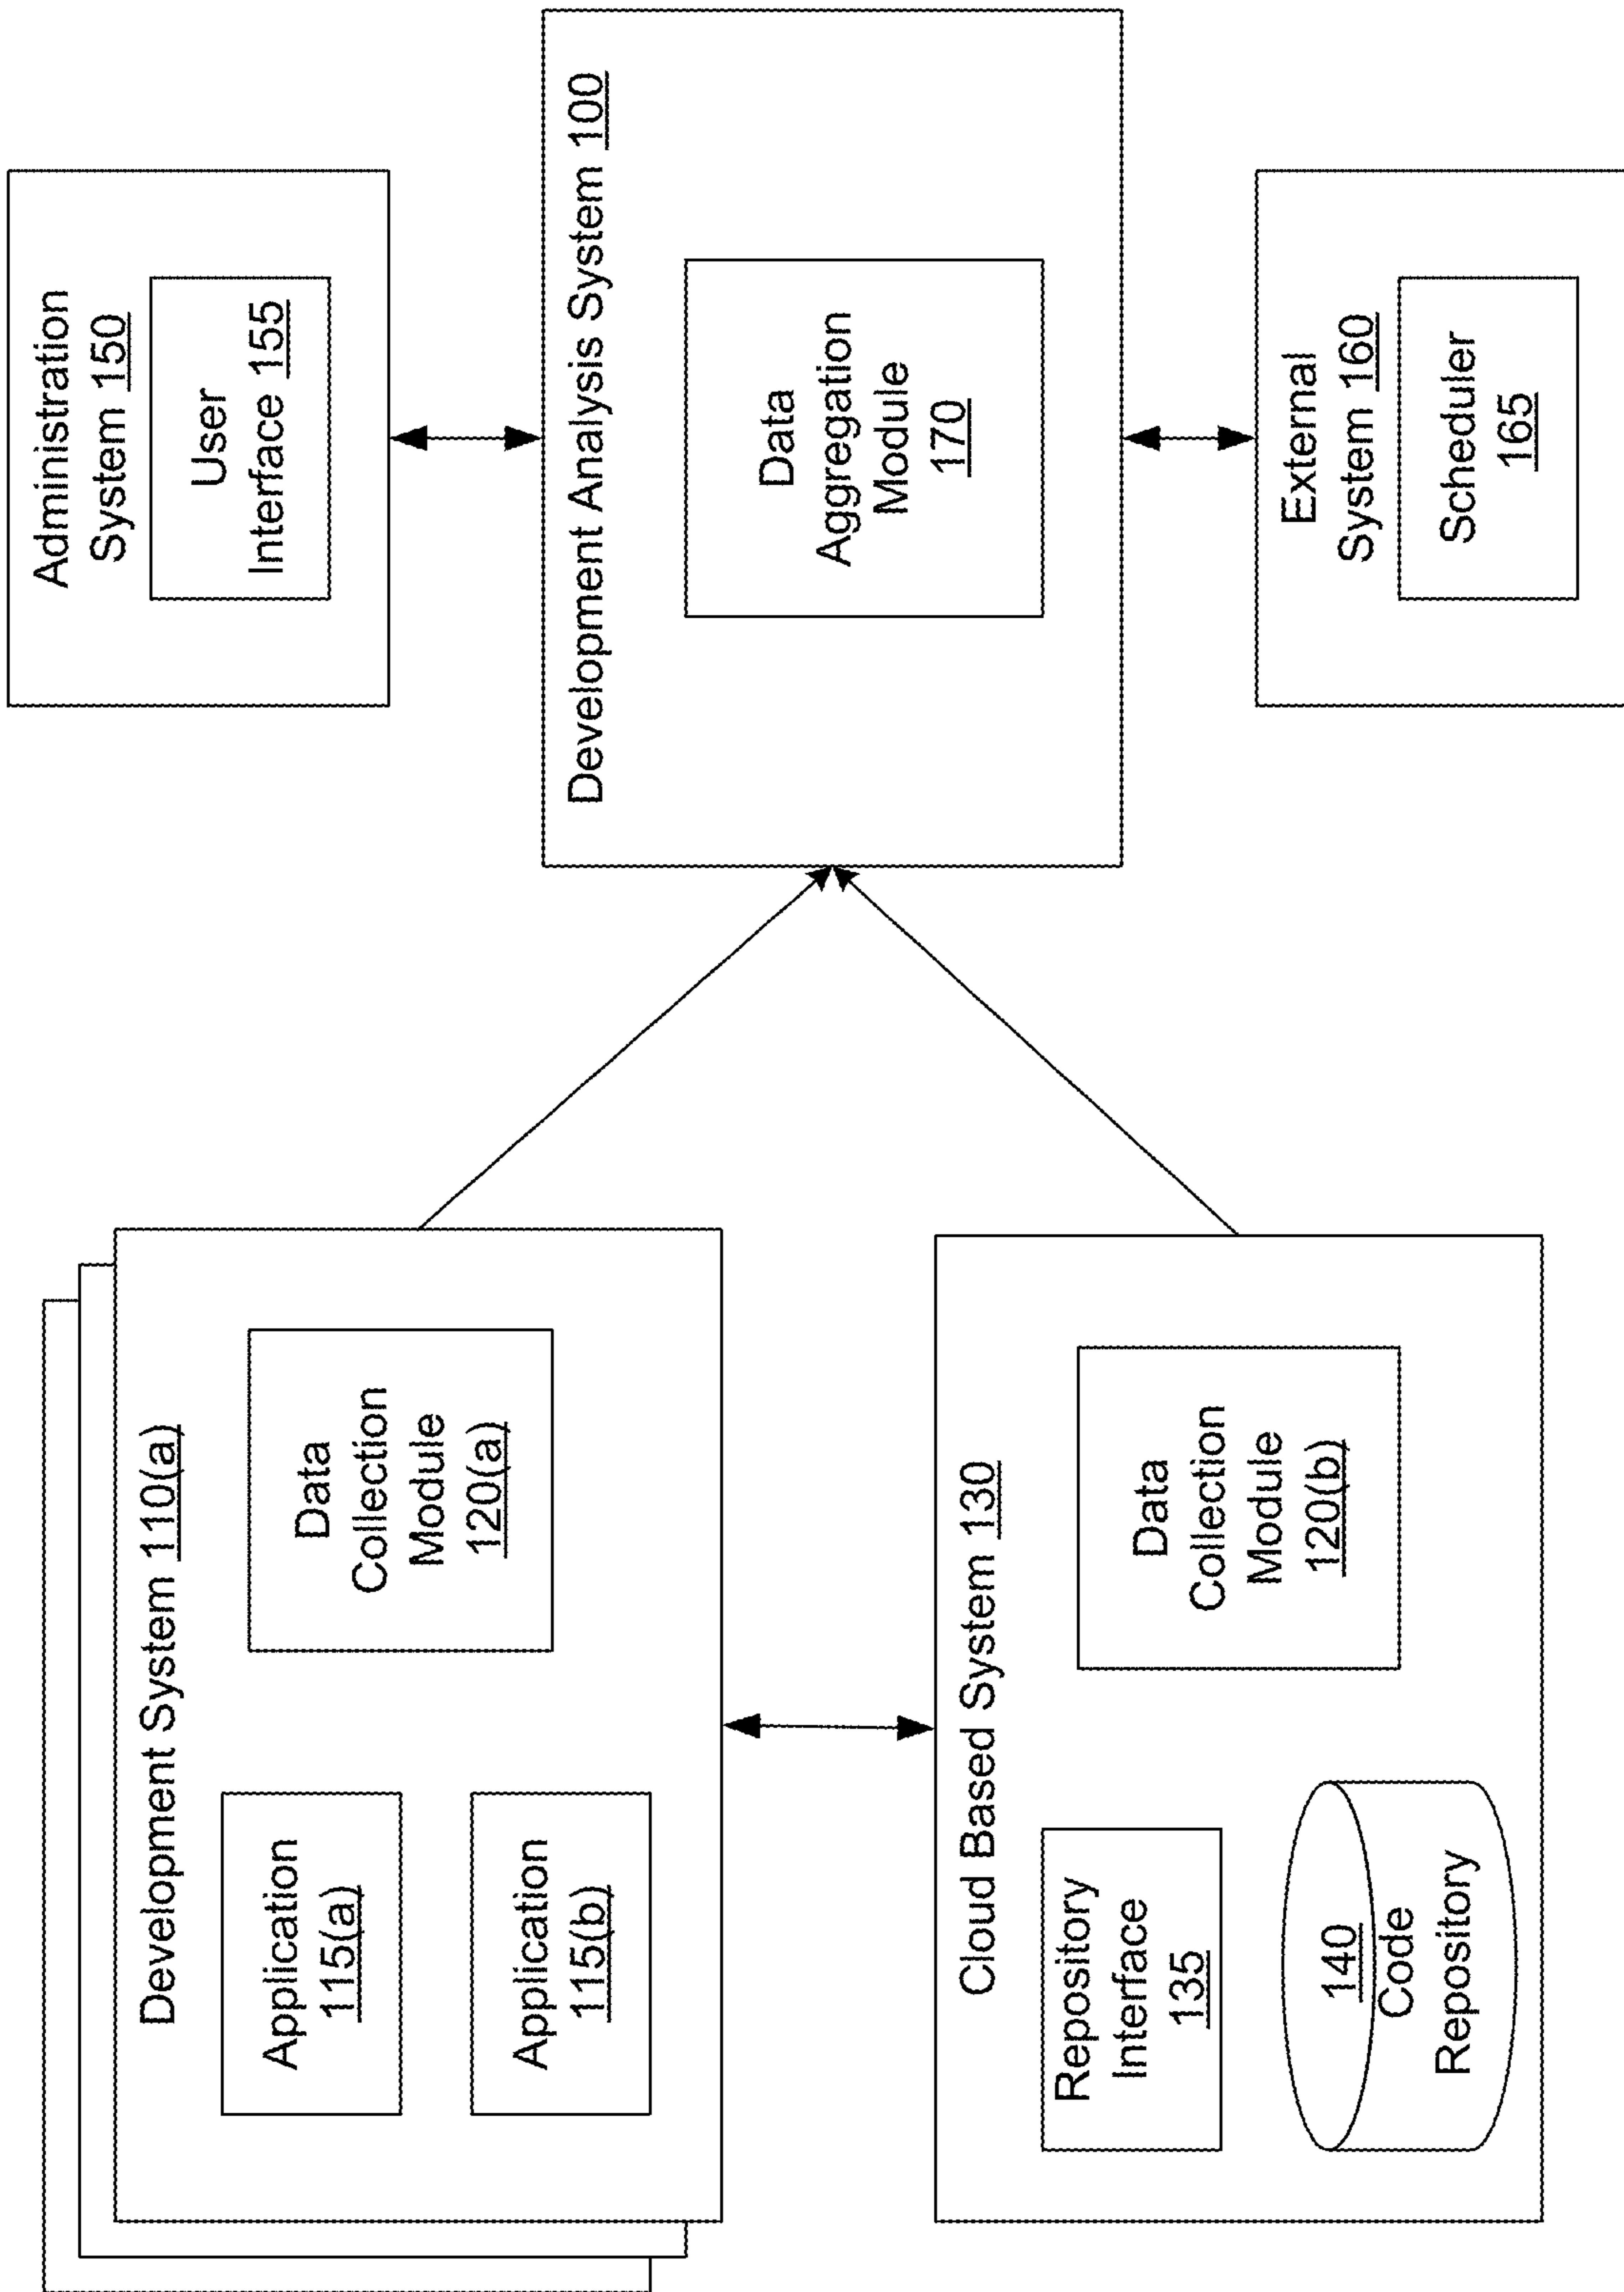 Development System 110(a)
Application
115(a)
Application
115(b)
Data
Collection
Module
120(a)
Cloud Based System 130
Repository
Interface
135
140
Code
Repository
Data
Collection
Module
120(b)
Administration
System 150
User
Interface 155
Development Analysis System 100
Data
Aggregation
Module
170
External
System 160
Scheduler
165